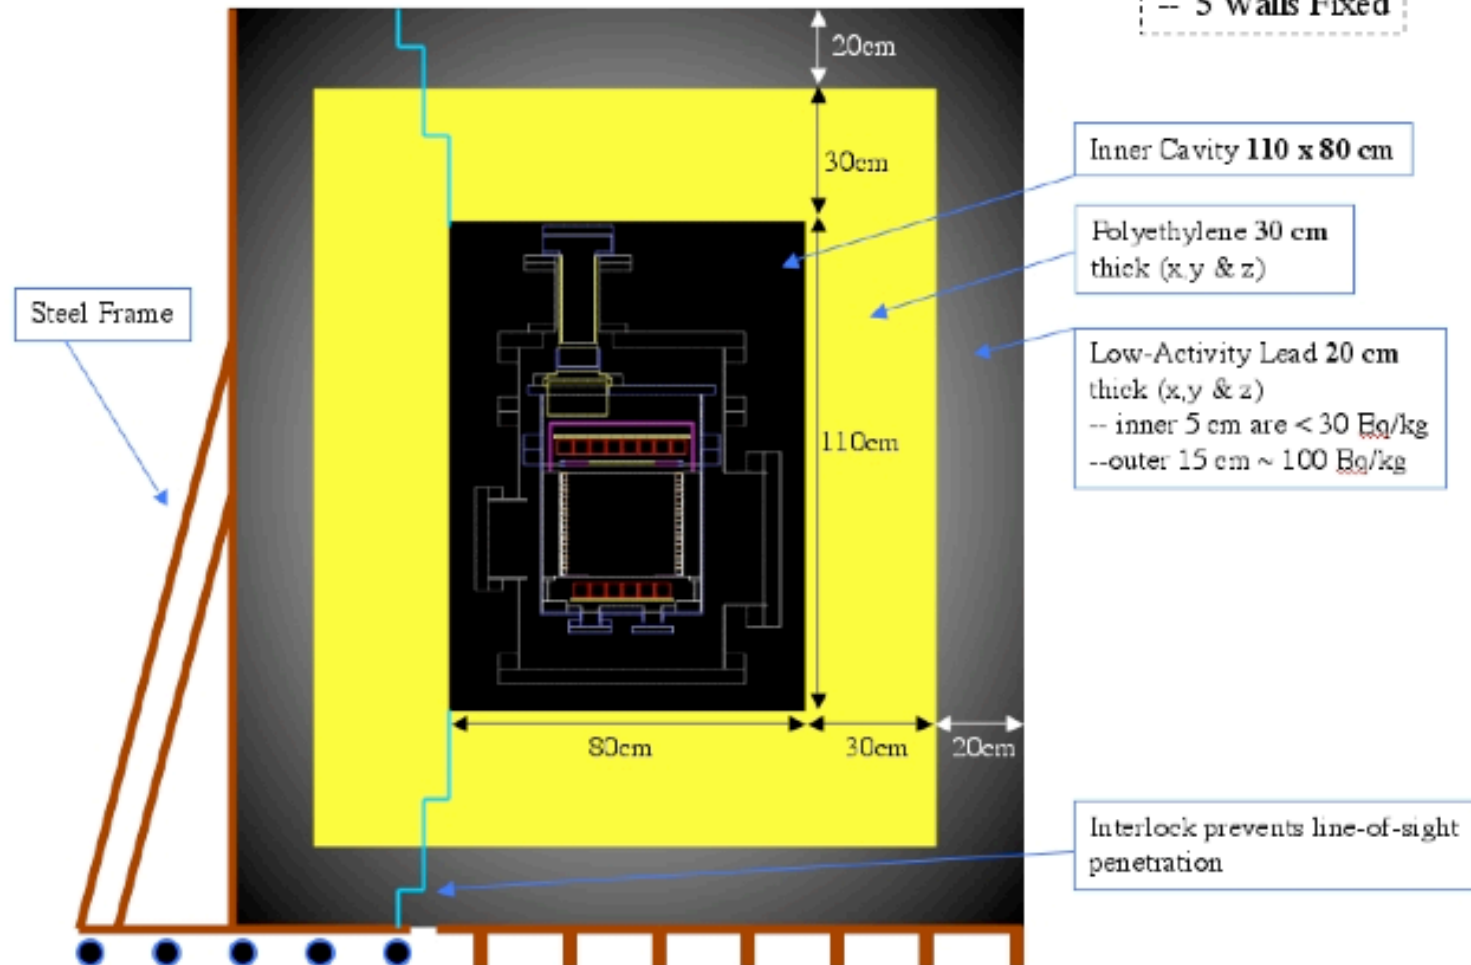 -- 5 Walls Fixed
20cm
30cm
Inner Cavity 110 x 80 cm
Polyethylene 30 cm
thick (x,y & z)
Steel Frame
Low-Activity Lead 20 cm
thick (x,y & z)
-- inner 5 cm are < 30 Bq/kg
--outer 15 cm ~ 100 Bq/kg
110cm
80cm
30cm
20cm
Interlock prevents line-of-sight
penetration